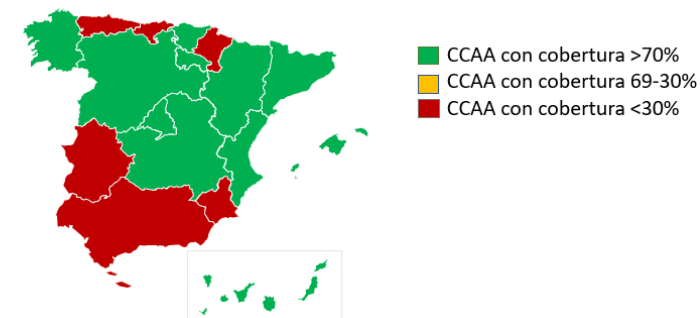 CCAA con cobertura >70%
CCAA con cobertura 69-30%
CCAA con cobertura <30%